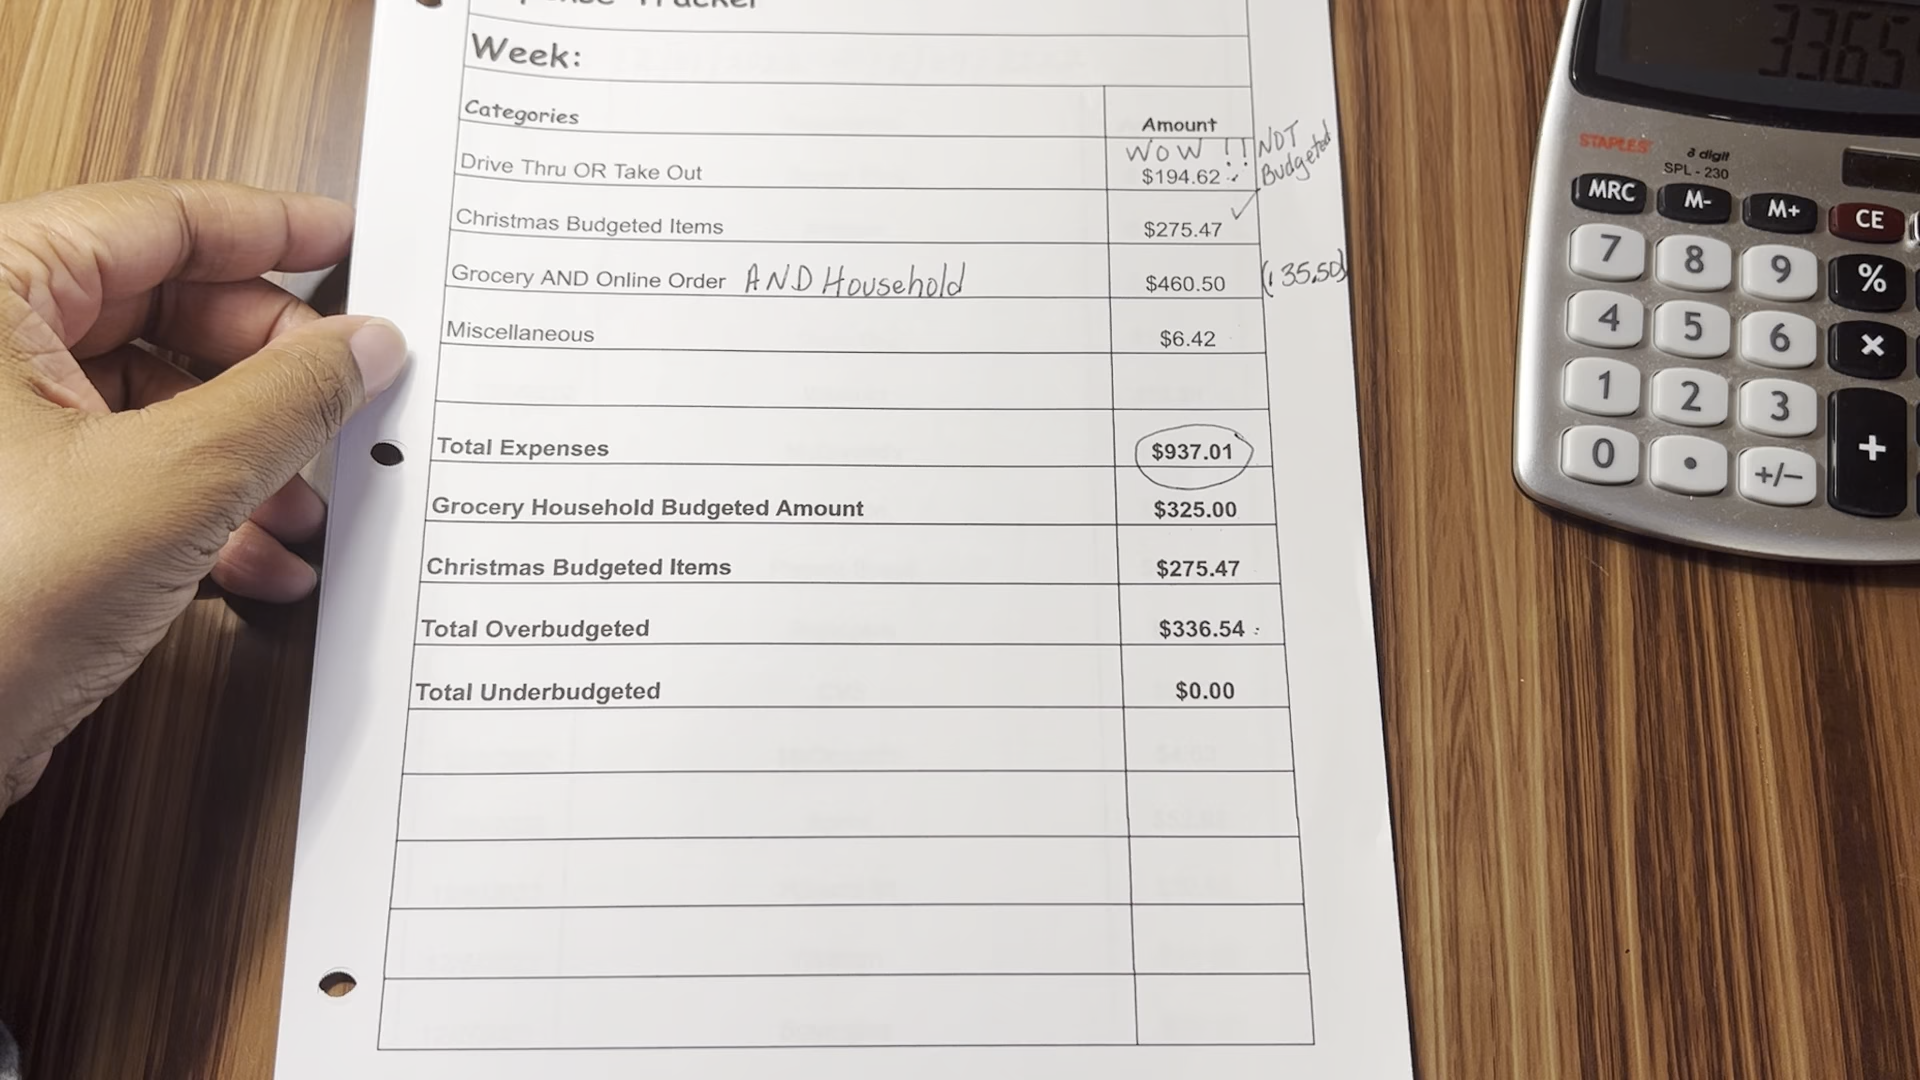 Tracker
Week:
Categories Amount
WOW !! NOT
Drive Thru OR Take Out $194.62 Budgeted
Christmas Budgeted Items $275.47 ✓
Grocery AND Online Order AND Household $460.50 (135.50)
Miscellaneous $6.42
Total Expenses $937.01
Grocery Household Budgeted Amount $325.00
Christmas Budgeted Items $275.47
Total Overbudgeted $336.54
Total Underbudgeted $0.00
3365
STAPLES
8 digit
SPL - 230
MRC M- M+ CE
7 8 9 %
4 5 6 ×
1 2 3
0 • +/− +